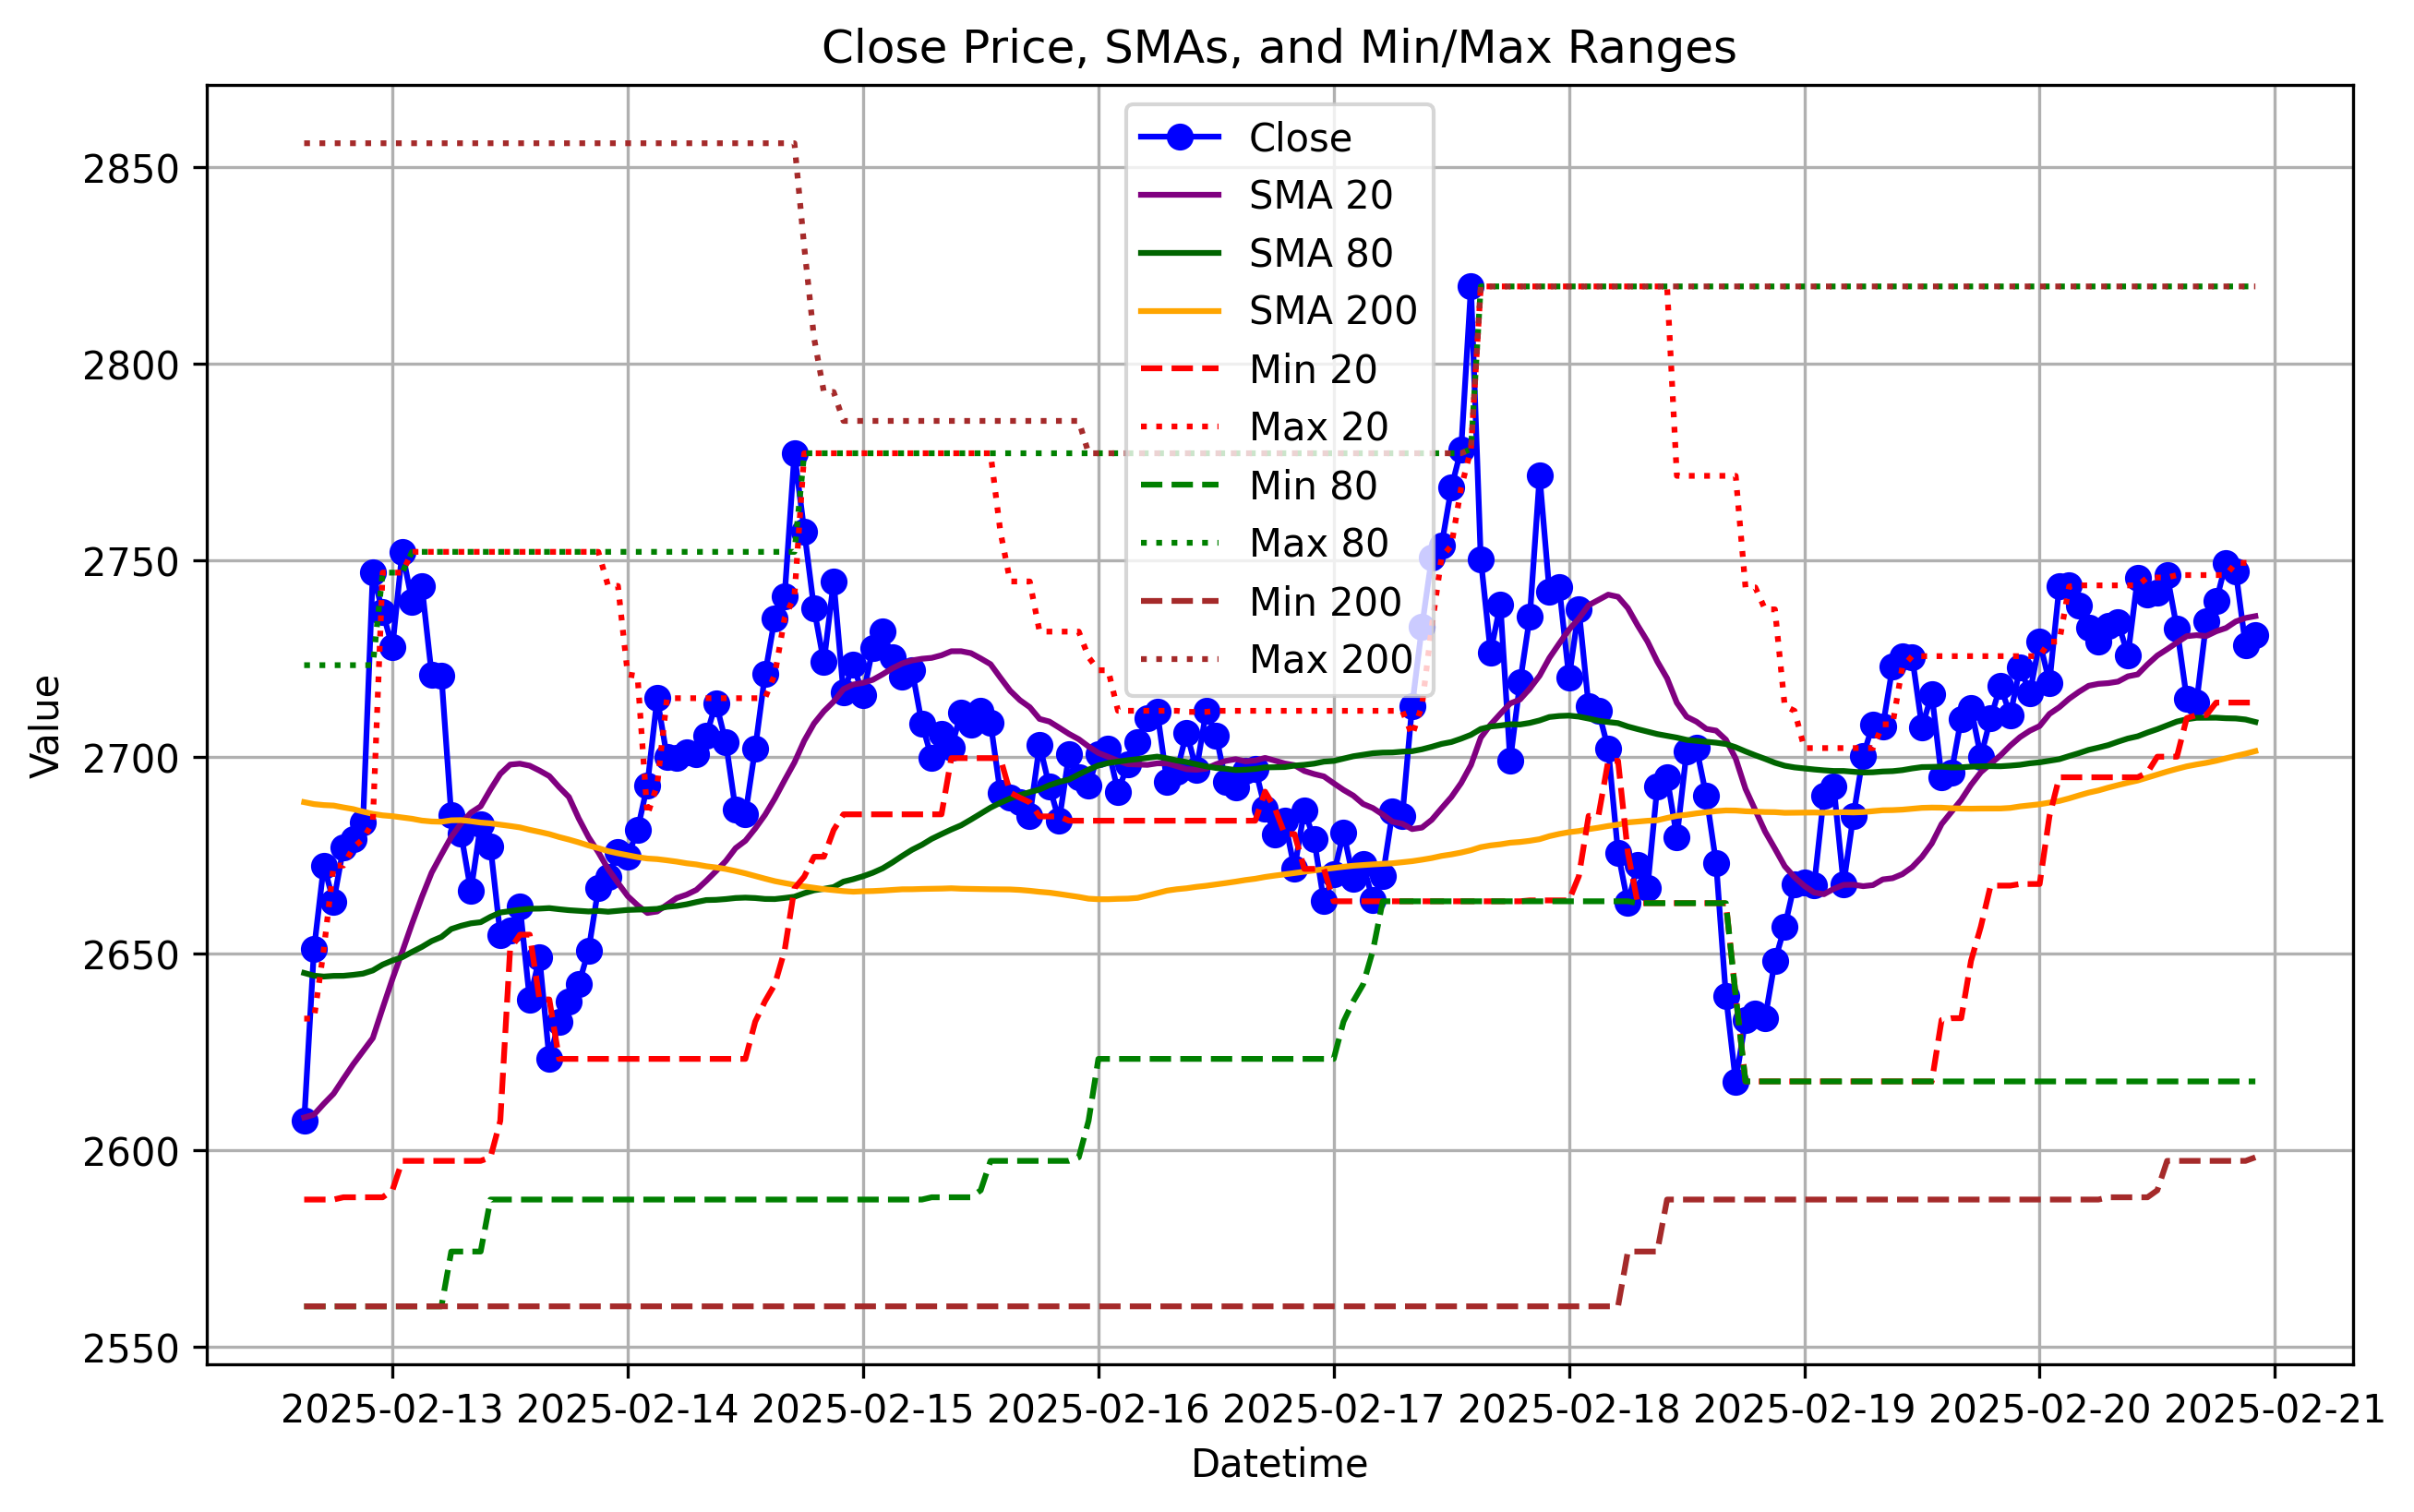 Close Price, SMAs, and Min/Max Ranges
Close
SMA 20
SMA 80
SMA 200
Min 20
Max 20
Min 80
Max 80
Min 200
Max 200
Value
2850
2800
2750
2700
2650
2600
2550
2025-02-13 2025-02-14 2025-02-15 2025-02-16 2025-02-17 2025-02-18 2025-02-19 2025-02-20 2025-02-21
Datetime